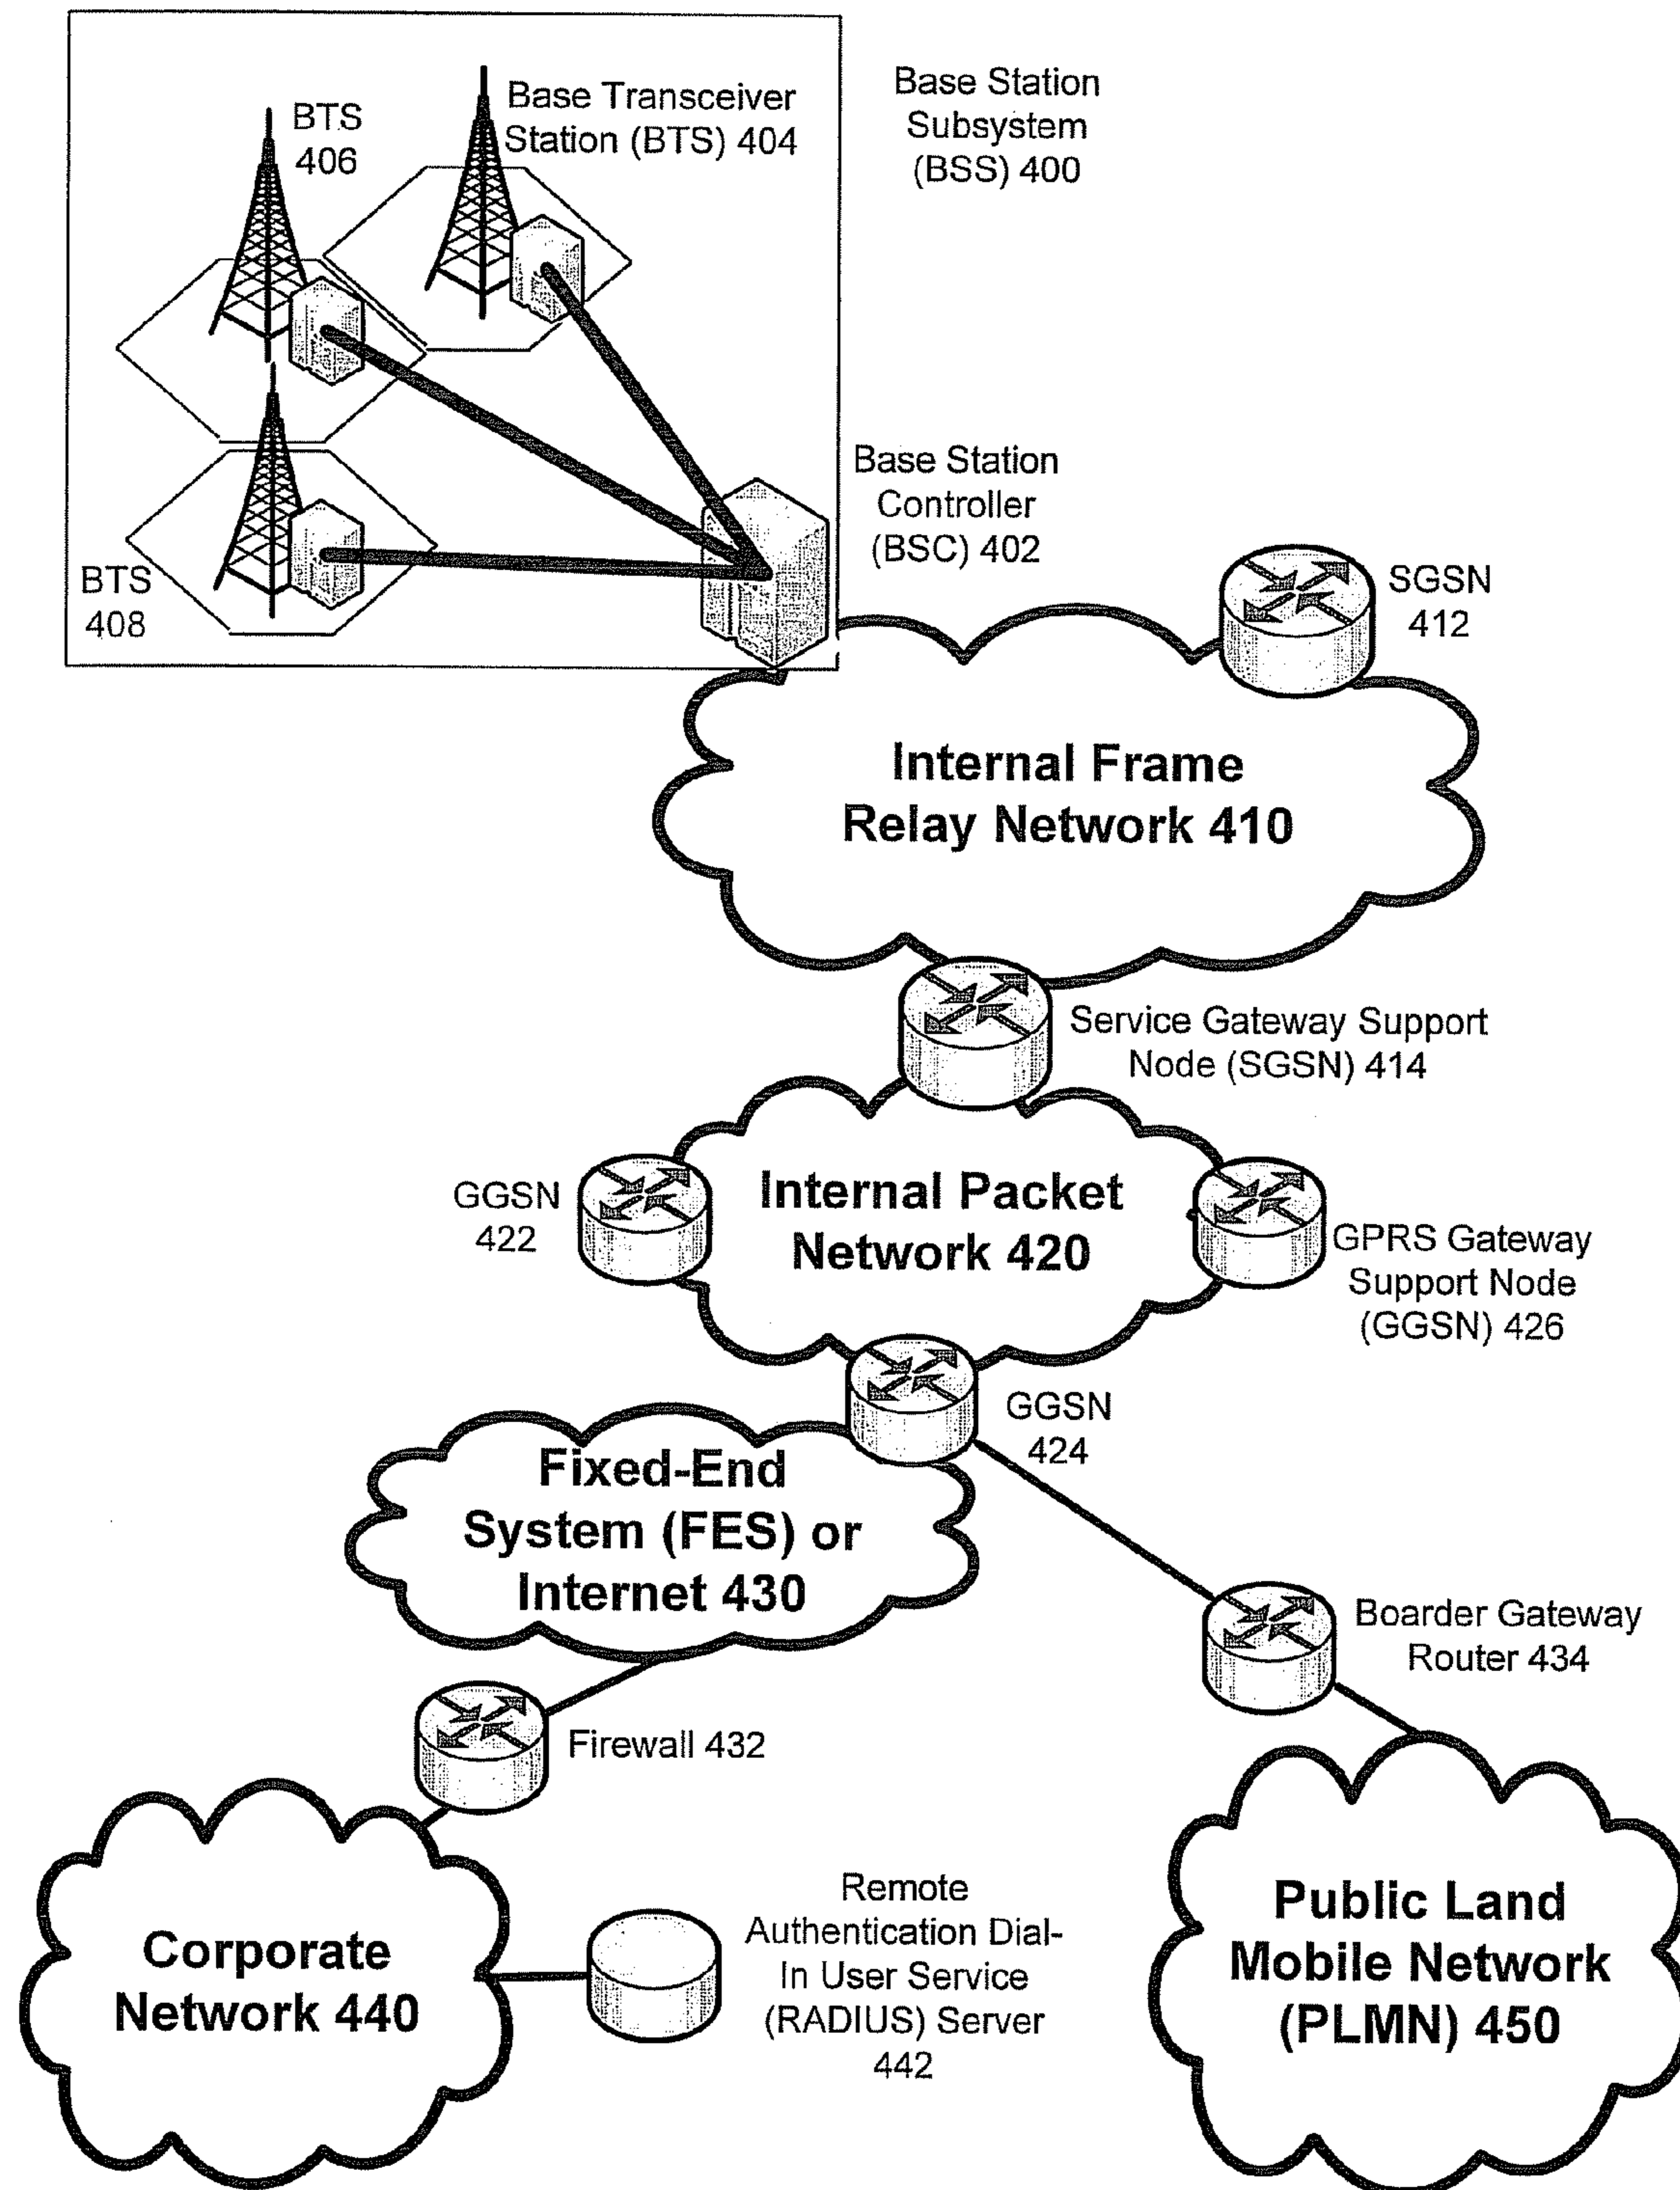 BTS
406
Base Transceiver
Station (BTS) 404
Base Station
Subsystem
(BSS) 400
Base Station
Controller
(BSC) 402
BTS
408
SGSN
412
Internal Frame
Relay Network 410
Service Gateway Support
Node (SGSN) 414
GGSN
422
Internal Packet
Network 420
GPRS Gateway
Support Node
(GGSN) 426
GGSN
424
Fixed-End
System (FES) or
Internet 430
Boarder Gateway
Router 434
Firewall 432
Corporate
Network 440
Remote
Authentication Dial-
In User Service
(RADIUS) Server
442
Public Land
Mobile Network
(PLMN) 450